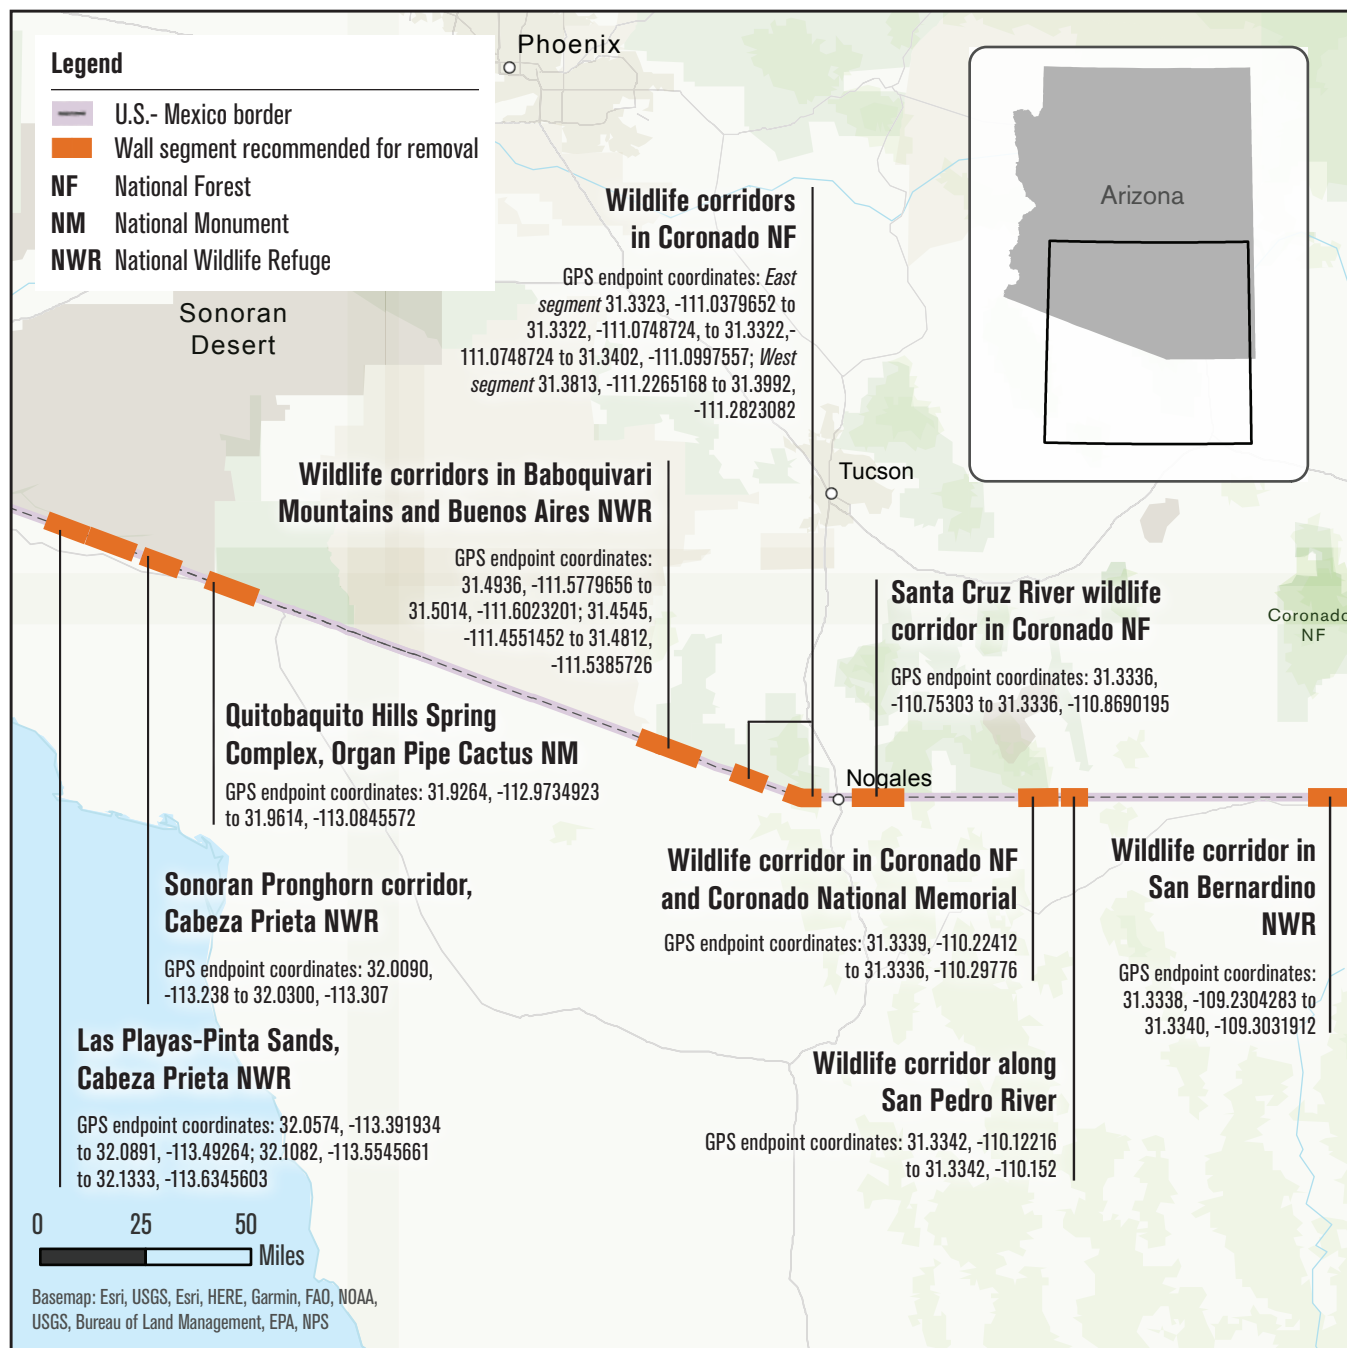 Legend
U.S.- Mexico border
Wall segment recommended for removal
NF National Forest
NM National Monument
NWR National Wildlife Refuge
Phoenix
Arizona
Sonoran
Desert
Wildlife corridors
in Coronado NF
GPS endpoint coordinates: East
segment 31.3323, -111.0379652 to
31.3322, -111.0748724, to 31.3322,-
111.0748724 to 31.3402, -111.0997557; West
segment 31.3813, -111.2265168 to 31.3992,
-111.2823082
Tucson
Wildlife corridors in Baboquivari
Mountains and Buenos Aires NWR
GPS endpoint coordinates:
31.4936, -111.5779656 to
31.5014, -111.6023201; 31.4545,
-111.4551452 to 31.4812,
-111.5385726
Santa Cruz River wildlife
corridor in Coronado NF
GPS endpoint coordinates: 31.3336,
-110.75303 to 31.3336, -110.8690195
Coronado
NF
Quitobaquito Hills Spring
Complex, Organ Pipe Cactus NM
GPS endpoint coordinates: 31.9264, -112.9734923
to 31.9614, -113.0845572
Nogales
Sonoran Pronghorn corridor,
Cabeza Prieta NWR
GPS endpoint coordinates: 32.0090,
-113.238 to 32.0300, -113.307
Wildlife corridor in Coronado NF
and Coronado National Memorial
GPS endpoint coordinates: 31.3339, -110.22412
to 31.3336, -110.29776
Wildlife corridor in
San Bernardino
NWR
GPS endpoint coordinates:
31.3338, -109.2304283 to
31.3340, -109.3031912
Las Playas-Pinta Sands,
Cabeza Prieta NWR
GPS endpoint coordinates: 32.0574, -113.391934
to 32.0891, -113.49264; 32.1082, -113.5545661
to 32.1333, -113.6345603
Wildlife corridor along
San Pedro River
GPS endpoint coordinates: 31.3342, -110.12216
to 31.3342, -110.152
0 25 50
Miles
Basemap: Esri, USGS, Esri, HERE, Garmin, FAO, NOAA,
USGS, Bureau of Land Management, EPA, NPS